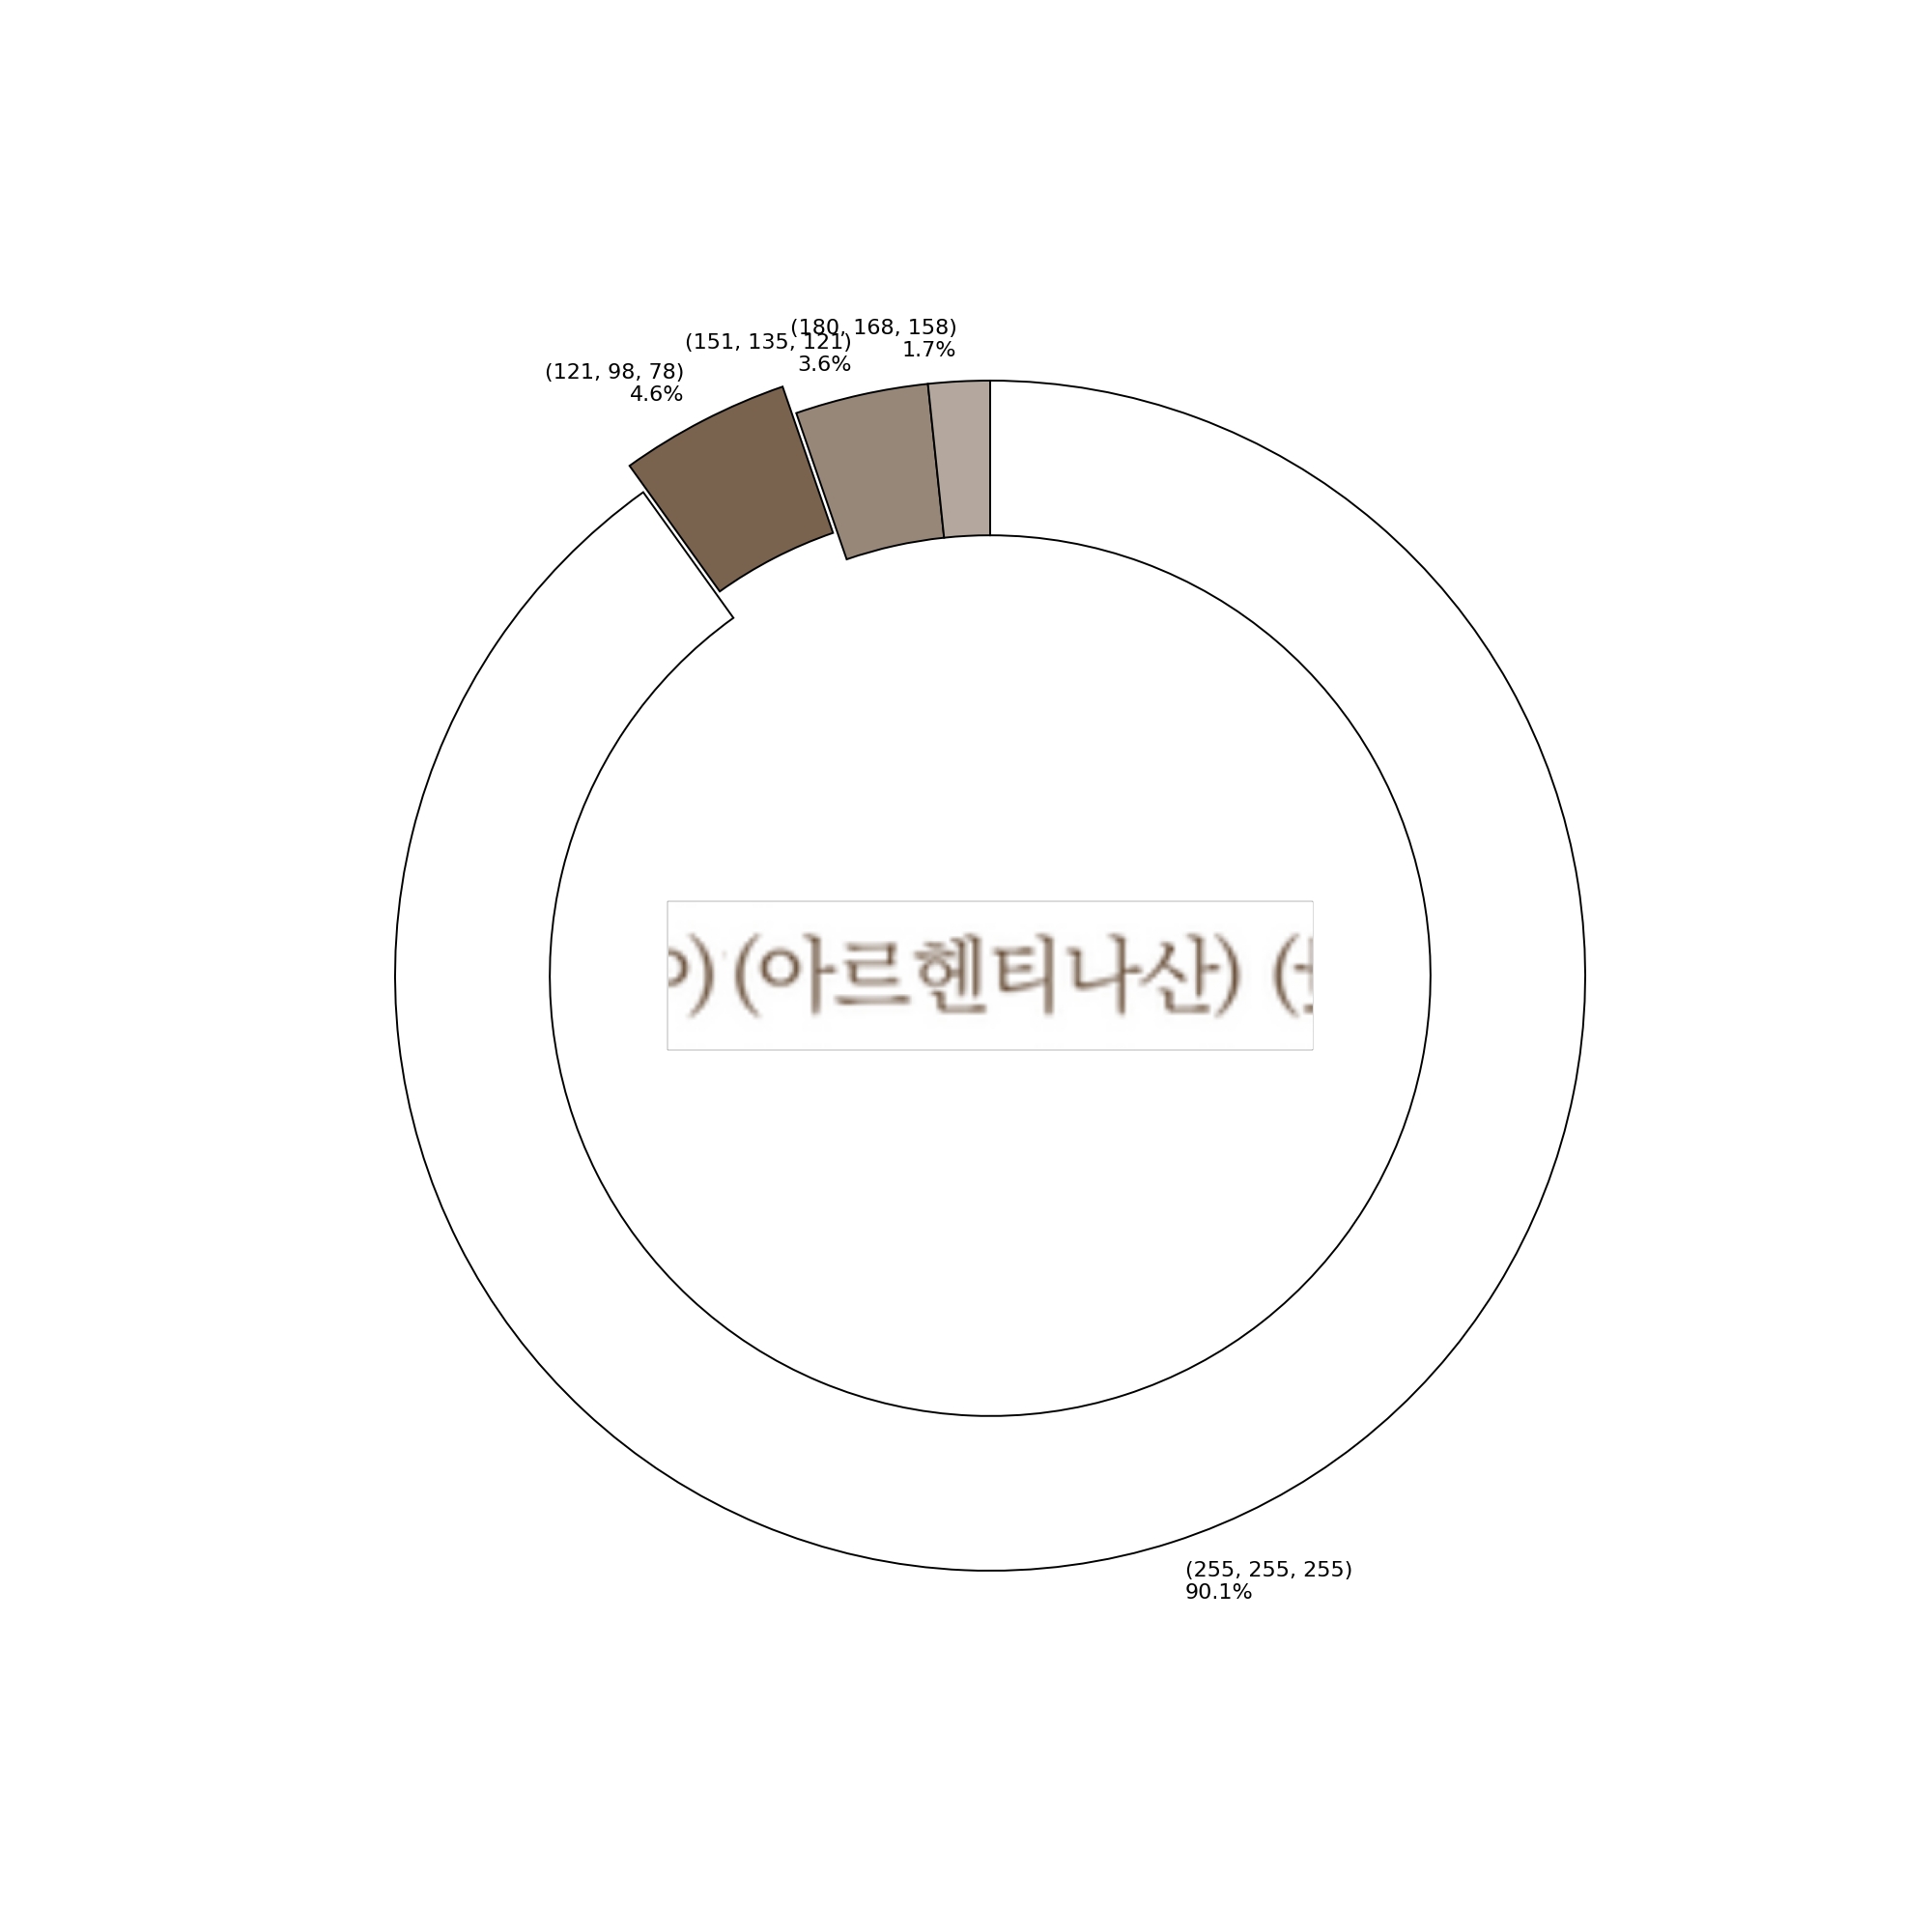 (180, 168, 158)
1.7%
(151, 135, 121)
3.6%
(121, 98, 78)
4.6%
(아르헨티나산)
(255, 255, 255)
90.1%